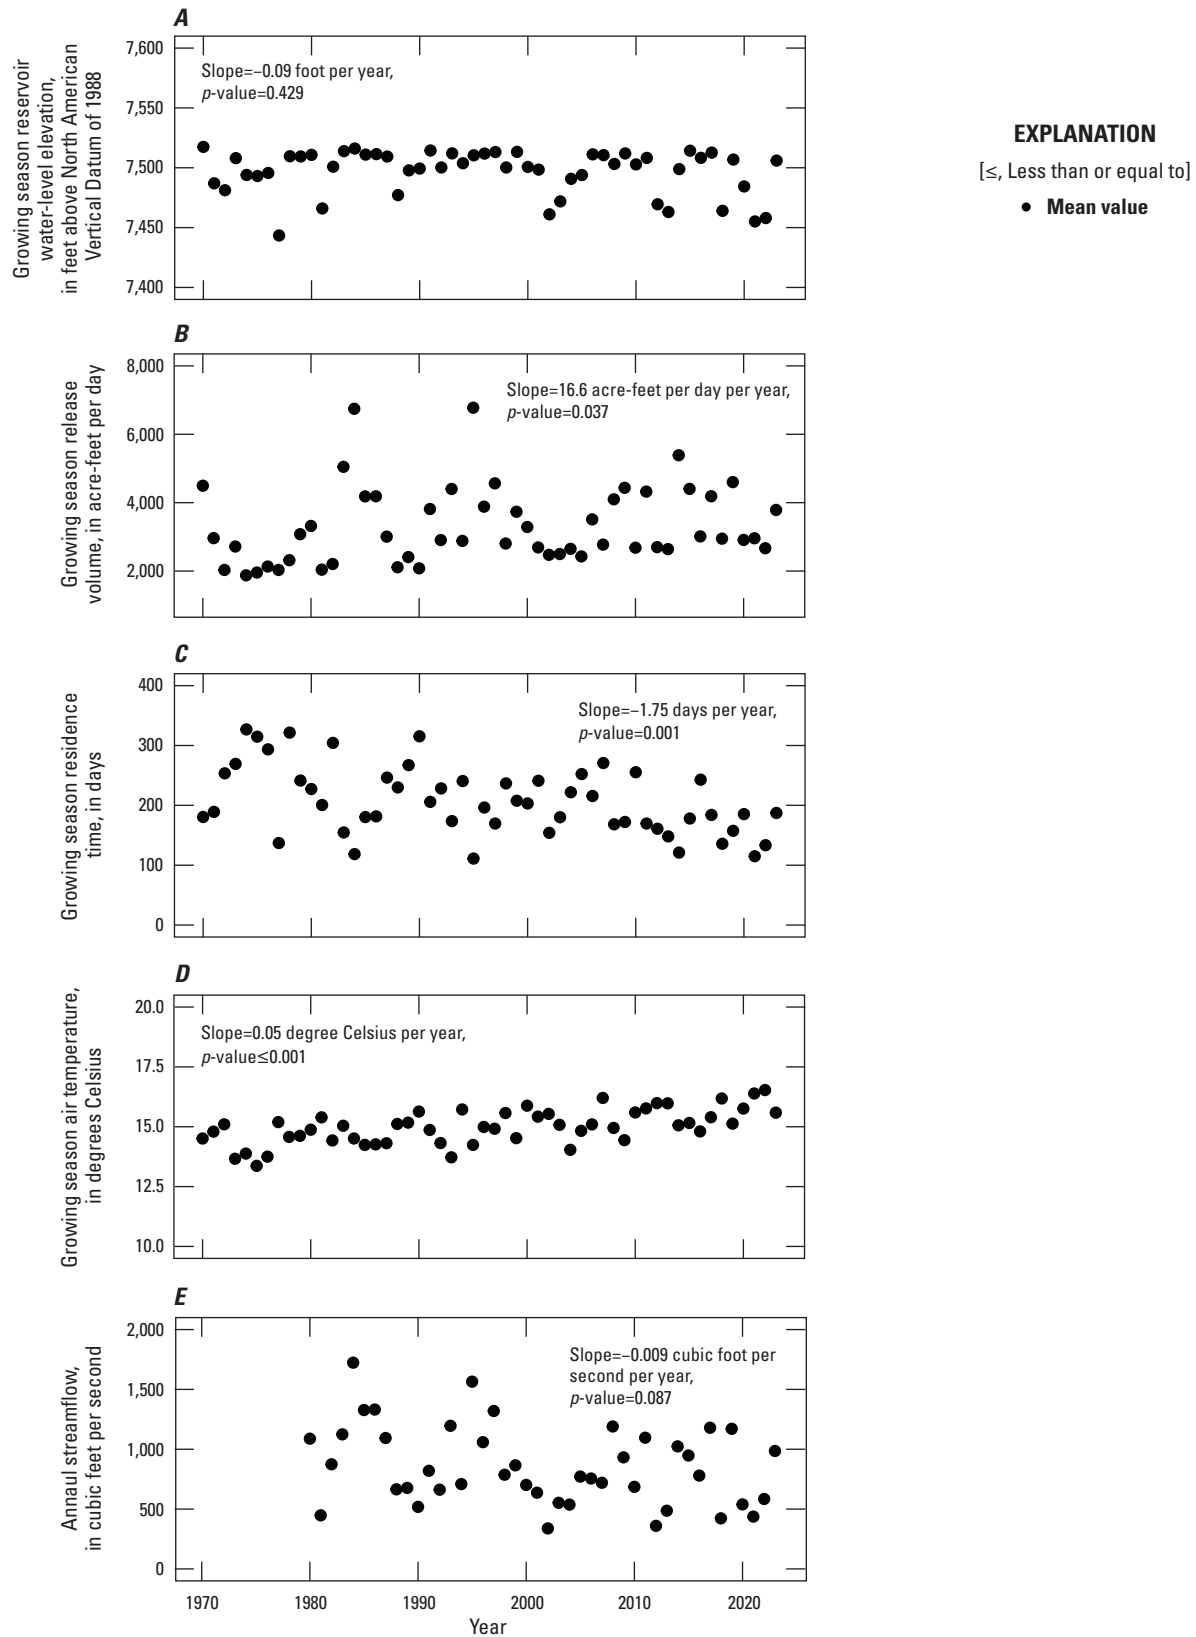 A
Growing season reservoir
water-level elevation,
in feet above North American
Vertical Datum of 1988
7,600
7,550
7,500
7,450
7,400
Slope=−0.09 foot per year,
p-value=0.429
EXPLANATION
[≤, Less than or equal to]
Mean value
B
Growing season release
volume, in acre-feet per day
8,000
6,000
4,000
2,000
Slope=16.6 acre-feet per day per year,
p-value=0.037
C
Growing season residence
time, in days
400
300
200
100
0
Slope=−1.75 days per year,
p-value=0.001
D
Growing season air temperature,
in degrees Celsius
20.0
17.5
15.0
12.5
10.0
Slope=0.05 degree Celsius per year,
p-value≤0.001
E
Annaul streamflow,
in cubic feet per second
2,000
1,500
1,000
500
0
Slope=−0.009 cubic foot per
second per year,
p-value=0.087
1970 1980 1990 2000 2010 2020
Year